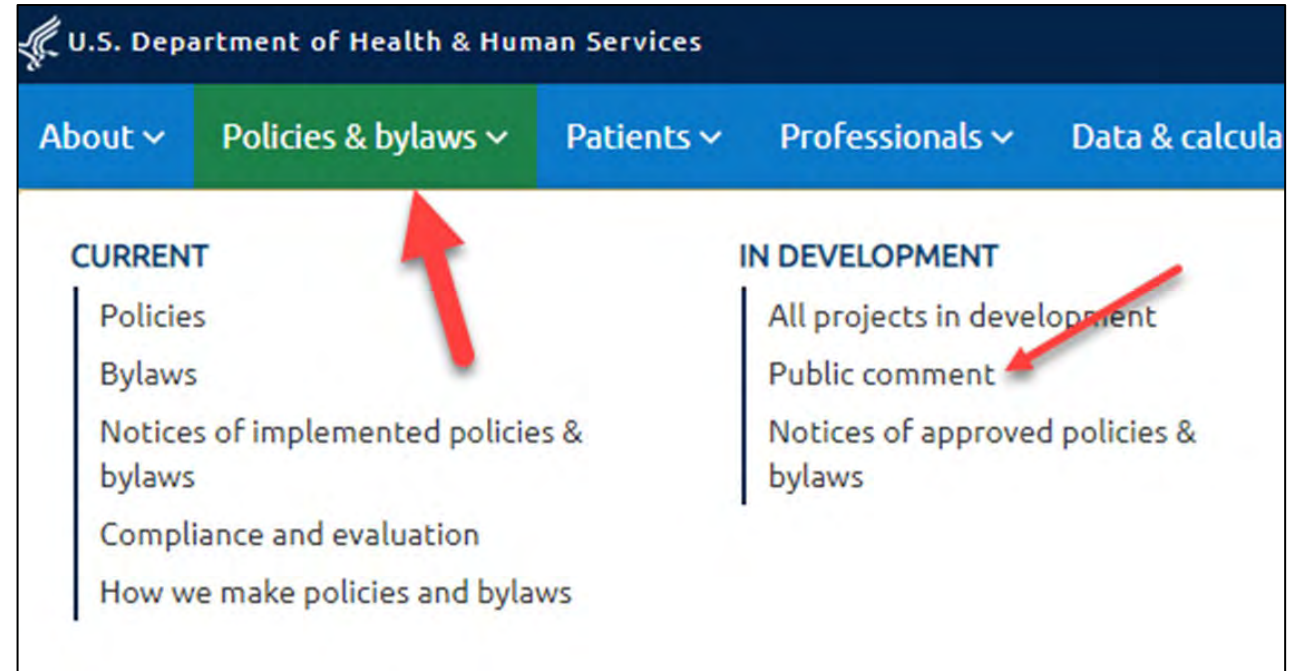 U.S. Department of Health & Human Services
About Policies & bylaws Patients Professionals Data & calcula
CURRENT
Policies
Bylaws
Notices of implemented policies &
bylaws
Compliance and evaluation
How we make policies and bylaws
IN DEVELOPMENT
All projects in development
Public comment
Notices of approved policies &
bylaws